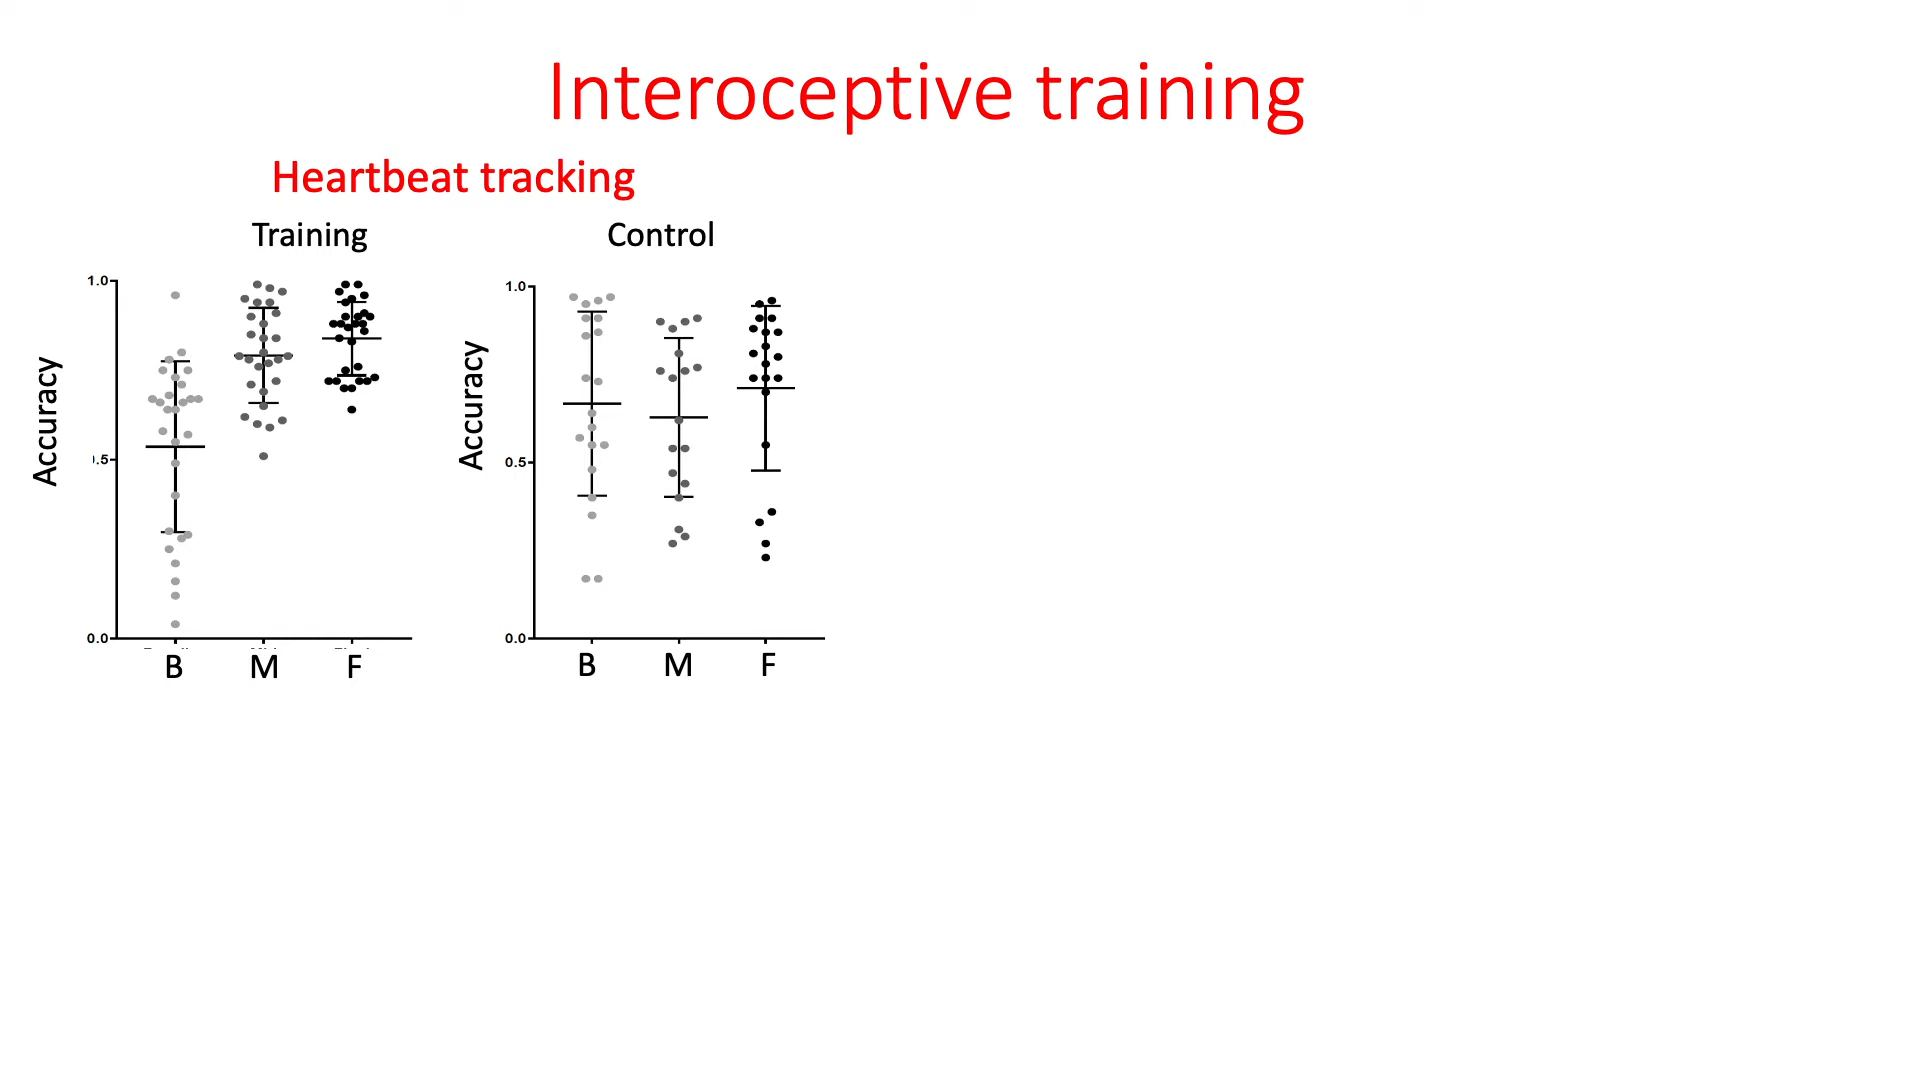 Interoceptive training
Heartbeat tracking
Training
Control
Accuracy
1.0
.5
0.0
B M F
Accuracy
1.0
0.5
0.0
B M F